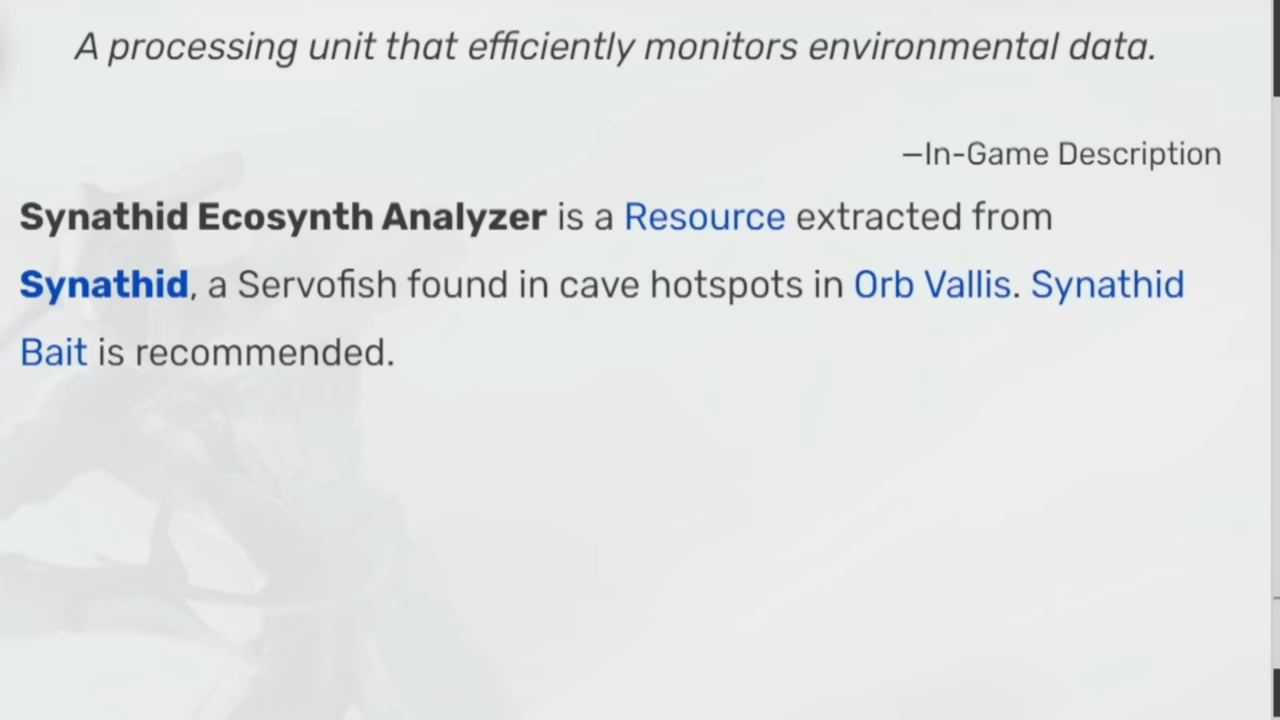 A processing unit that efficiently monitors environmental data.
—In-Game Description
Synathid Ecosynth Analyzer is a Resource extracted from
Synathid, a Servofish found in cave hotspots in Orb Vallis. Synathid
Bait is recommended.